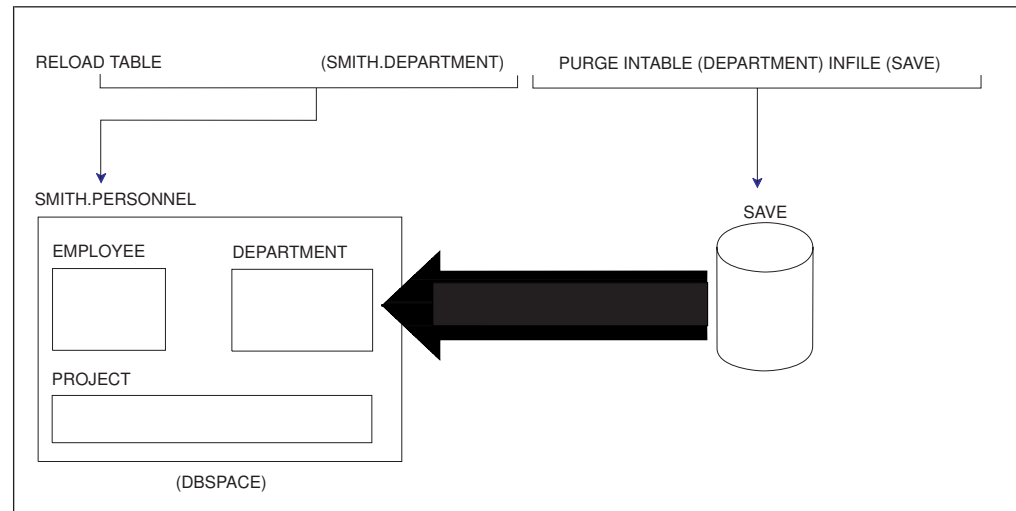 RELOAD TABLE (SMITH.DEPARTMENT) PURGE INTABLE (DEPARTMENT) INFILE (SAVE)
SMITH.PERSONNEL
SAVE
EMPLOYEE DEPARTMENT
PROJECT
(DBSPACE)